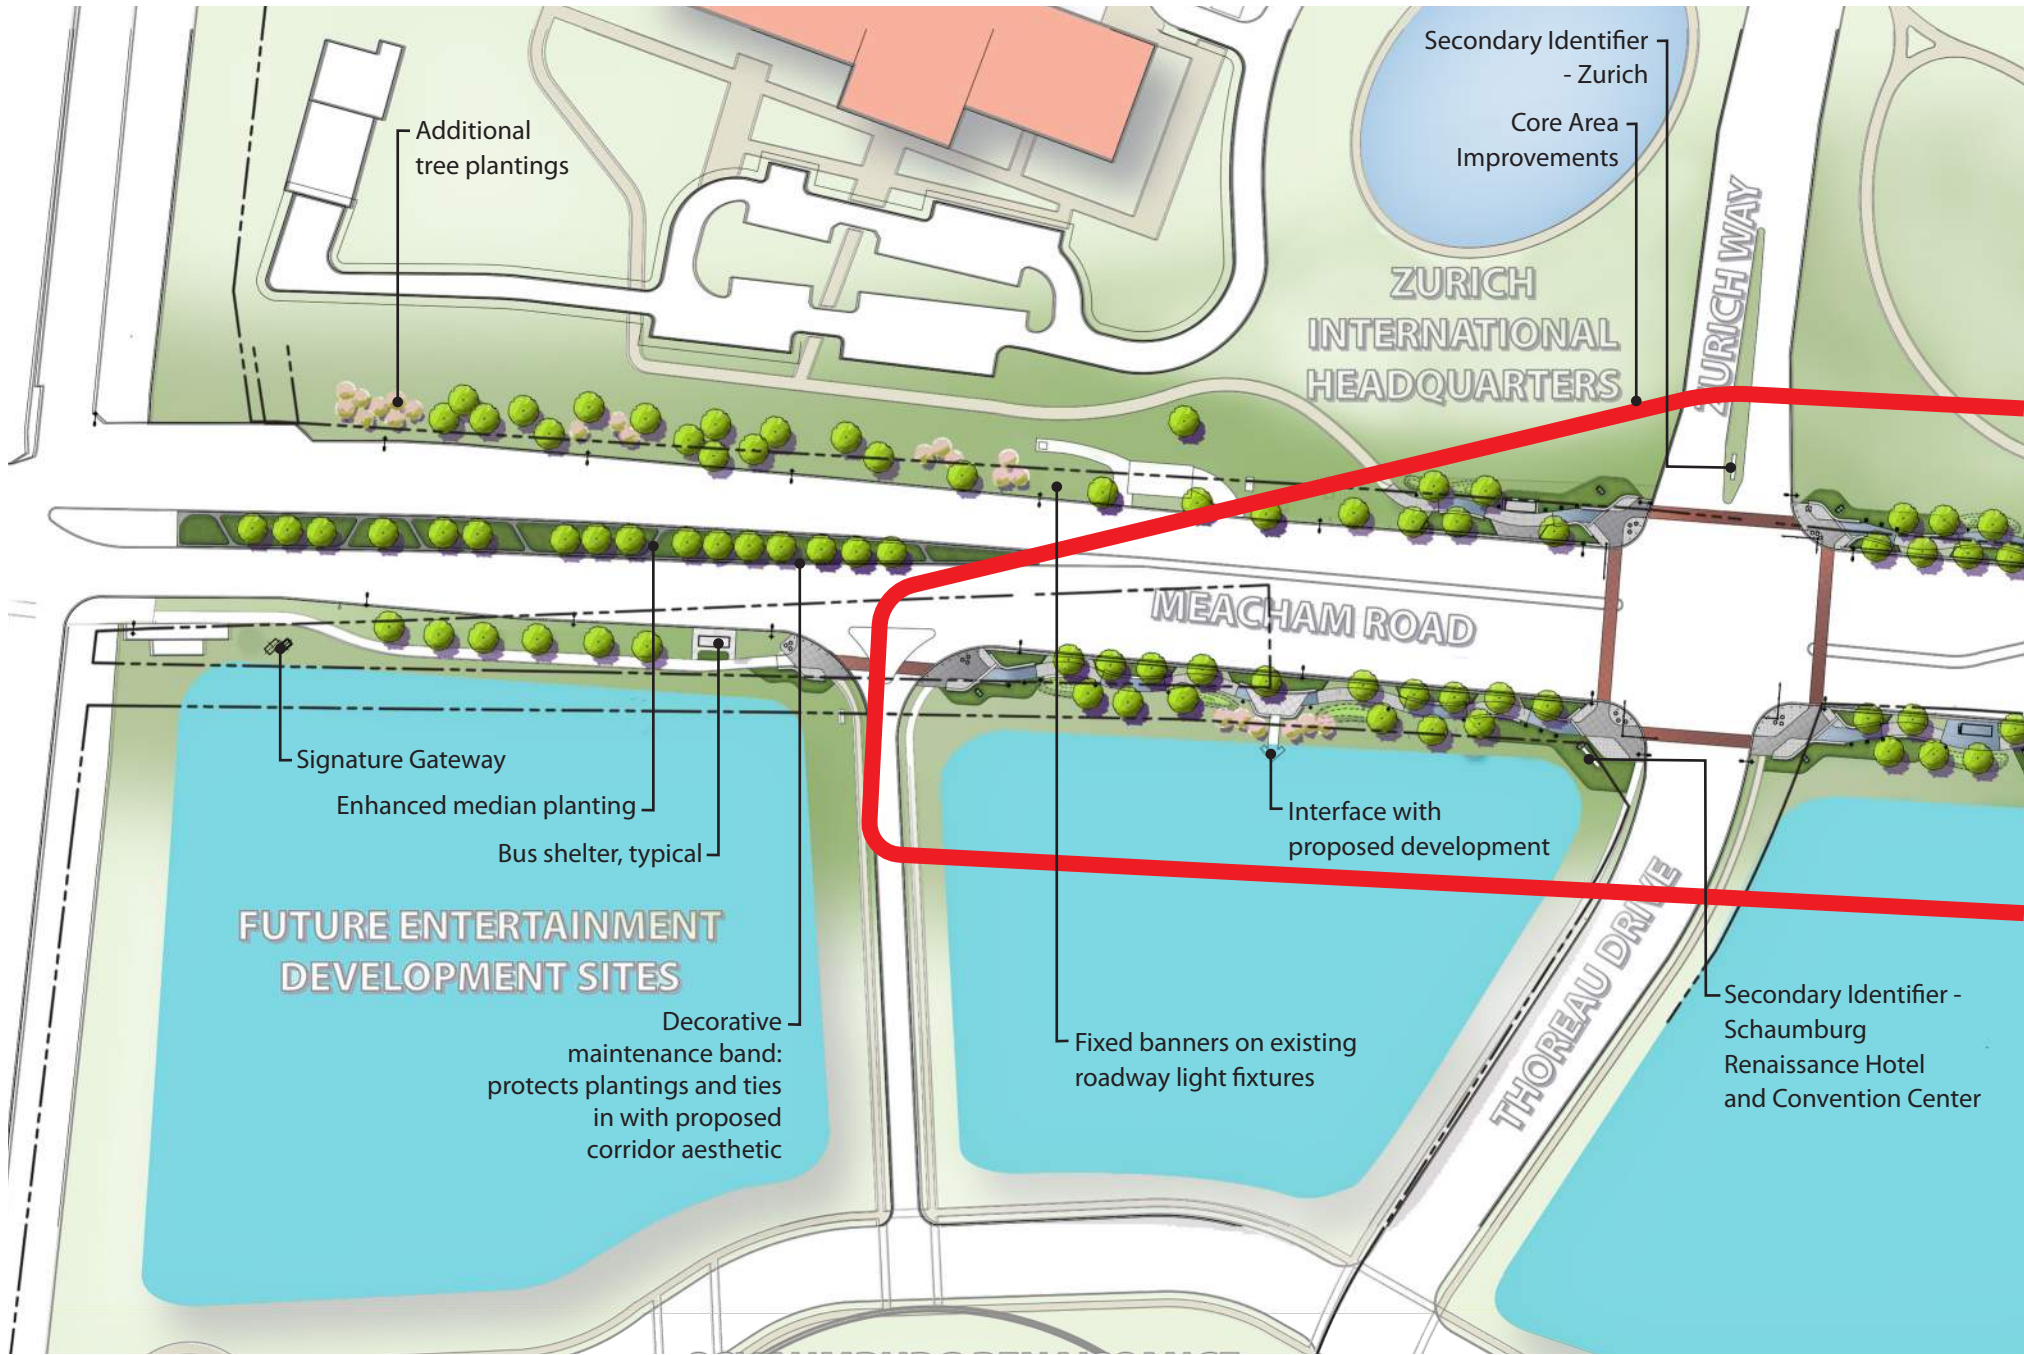 Secondary Identifier
- Zurich
Core Area
Improvements
Additional
tree plantings
ZURICH WAY
ZURICH
INTERNATIONAL
HEADQUARTERS
MEACHAM ROAD
Signature Gateway
Enhanced median planting
Bus shelter, typical
Interface with
proposed development
FUTURE ENTERTAINMENT
DEVELOPMENT SITES
THOREAU DRIVE
Decorative
maintenance band:
protects plantings and ties
in with proposed
corridor aesthetic
Fixed banners on existing
roadway light fixtures
Secondary Identifier -
Schaumburg
Renaissance Hotel
and Convention Center